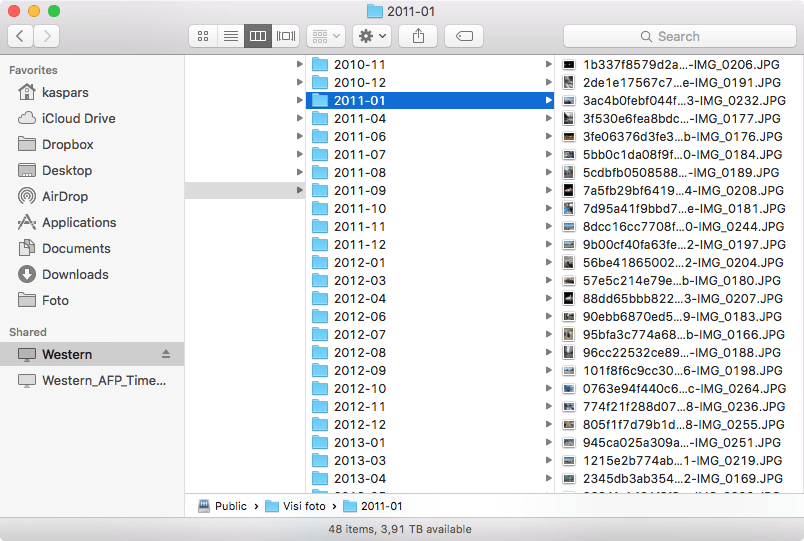 2011-01
Search
Favorites
kaspars
iCloud Drive
Dropbox
Desktop
AirDrop
Applications
Documents
Downloads
Foto
Shared
Western
Western_AFP_Time...
2010-11
2010-12
2011-01
2011-04
2011-06
2011-07
2011-08
2011-09
2011-10
2011-11
2011-12
2012-01
2012-03
2012-04
2012-06
2012-07
2012-08
2012-09
2012-10
2012-11
2012-12
2013-01
2013-03
2013-04
1b337f8579d2a...-IMG_0206.JPG
2de1e17567c7...e-IMG_0191.JPG
3ac4b0febf044f...3-IMG_0232.JPG
3f530e6fea8bdc...-IMG_0177.JPG
3fe06376d3fe3...b-IMG_0176.JPG
5bb0c1da08f9f...0-IMG_0184.JPG
5cdbfb0508588...-IMG_0189.JPG
7a5fb29bf6419...4-IMG_0208.JPG
7d95a41f9bbd7...e-IMG_0181.JPG
8dcc16cc7708f...0-IMG_0244.JPG
9b00cf40fa63fe...2-IMG_0197.JPG
56be41865002...2-IMG_0204.JPG
57e5c214e79e...b-IMG_0180.JPG
88dd65bbb822...3-IMG_0207.JPG
90ebb6870ed5...9-IMG_0183.JPG
95bfa3c774a68...b-IMG_0166.JPG
96cc22532ce89...-IMG_0188.JPG
101f8f6c9cc30...6-IMG_0198.JPG
0763e94f440c6...c-IMG_0264.JPG
774f21f288d07...8-IMG_0236.JPG
805f1f7d79b1d...8-IMG_0255.JPG
945ca025a309a...-IMG_0251.JPG
1215e2b774ab...1-IMG_0219.JPG
2345db3ab354...2-IMG_0169.JPG
Public
Visi foto
2011-01
48 items, 3,91 TB available